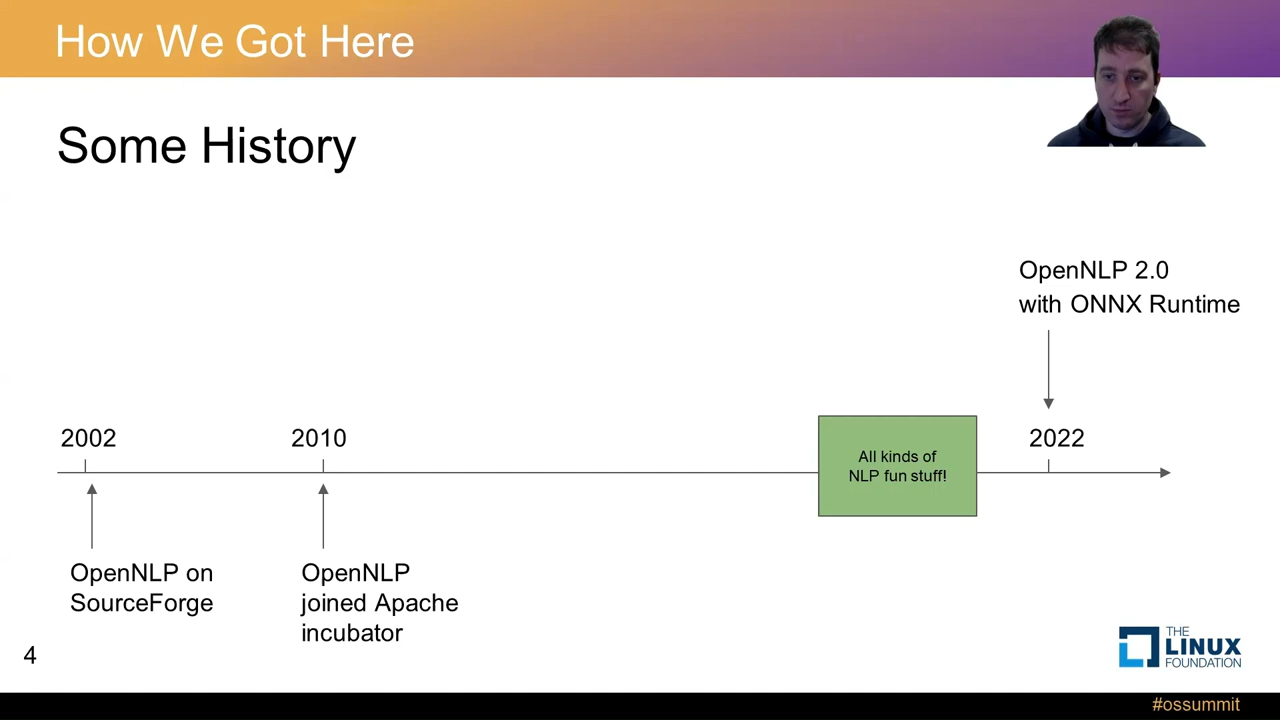 How We Got Here
Some History
OpenNLP 2.0
with ONNX Runtime
2002
2010
All kinds of
NLP fun stuff!
2022
OpenNLP on
SourceForge
OpenNLP
joined Apache
incubator
4
THE
LINUX
FOUNDATION
#ossummit